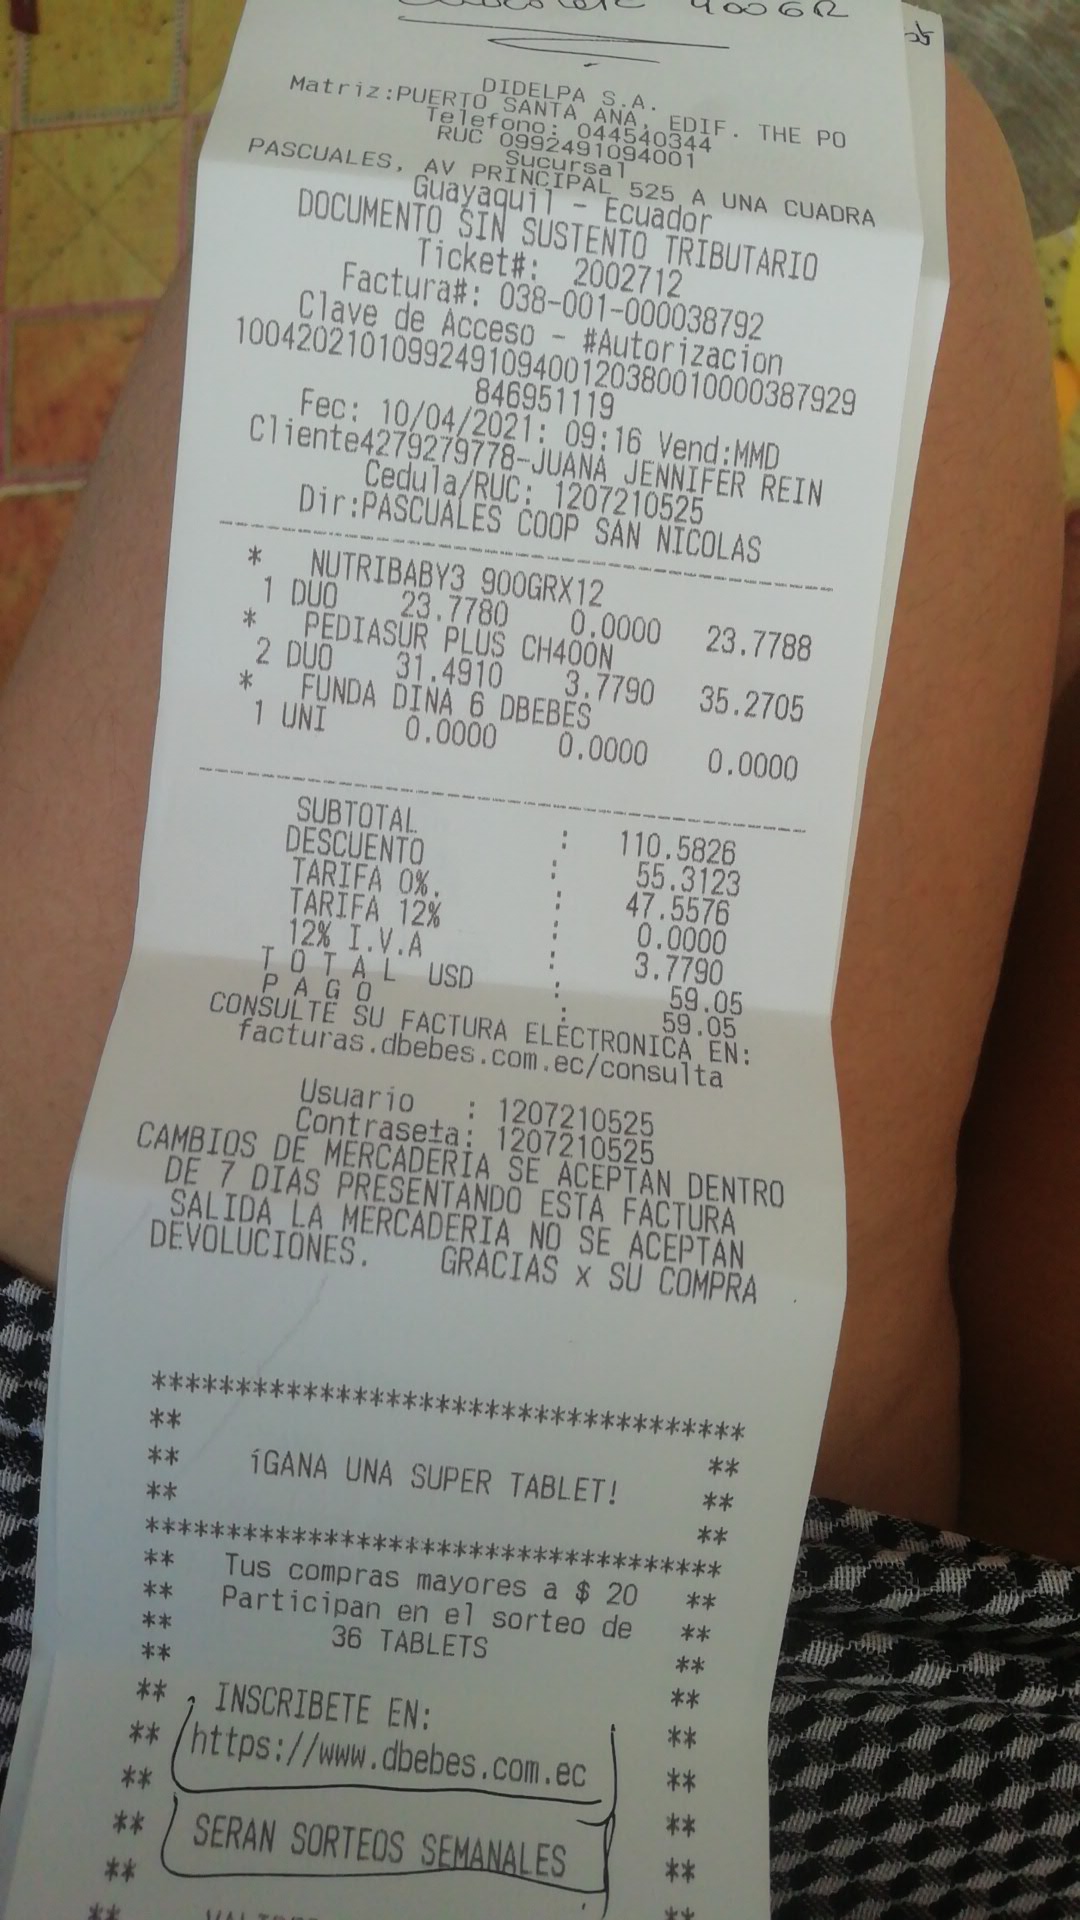 400GR
DIDELPA S.A.
Matriz:PUERTO SANTA ANA, EDIF. THE PO
Telefono: 044540344
RUC 0992491094001
Sucursal
PASCUALES, AV PRINCIPAL 525 A UNA CUADRA
Guayaquil - Ecuador
DOCUMENTO SIN SUSTENTO TRIBUTARIO
Ticket#: 2002712
Factura#: 038-001-000038792
Clave de Acceso - #Autorizacion
1004202101099249109400120380010000387929
846951119
Fec: 10/04/2021: 09:16 Vend:MMD
Cliente4279279778-JUANA JENNIFER REIN
Cedula/RUC: 1207210525
Dir:PASCUALES COOP SAN NICOLAS
* NUTRIBABY3 900GRX12
1 DUO 23.7780 0.0000 23.7788
* PEDIASUR PLUS CH400N
2 DUO 31.4910 3.7790 35.2705
* FUNDA DINA 6 DBEBES
1 UNI 0.0000 0.0000 0.0000
SUBTOTAL : 110.5826
DESCUENTO : 55.3123
TARIFA 0%. : 47.5576
TARIFA 12% : 0.0000
12% I.V.A : 3.7790
T O T A L USD : 59.05
P A G O : 59.05
CONSULTE SU FACTURA ELECTRONICA EN:
facturas.dbebes.com.ec/consulta
Usuario : 1207210525
Contrase±a: 1207210525
CAMBIOS DE MERCADERIA SE ACEPTAN DENTRO
DE 7 DIAS PRESENTANDO ESTA FACTURA
SALIDA LA MERCADERIA NO SE ACEPTAN
DEVOLUCIONES. GRACIAS x SU COMPRA
***********************************
** **
** ¡GANA UNA SUPER TABLET! **
** **
***********************************
** Tus compras mayores a $ 20 **
** Participan en el sorteo de **
** 36 TABLETS **
** **
** INSCRIBETE EN: **
** https://www.dbebes.com.ec **
** **
** SERAN SORTEOS SEMANALES **
** **